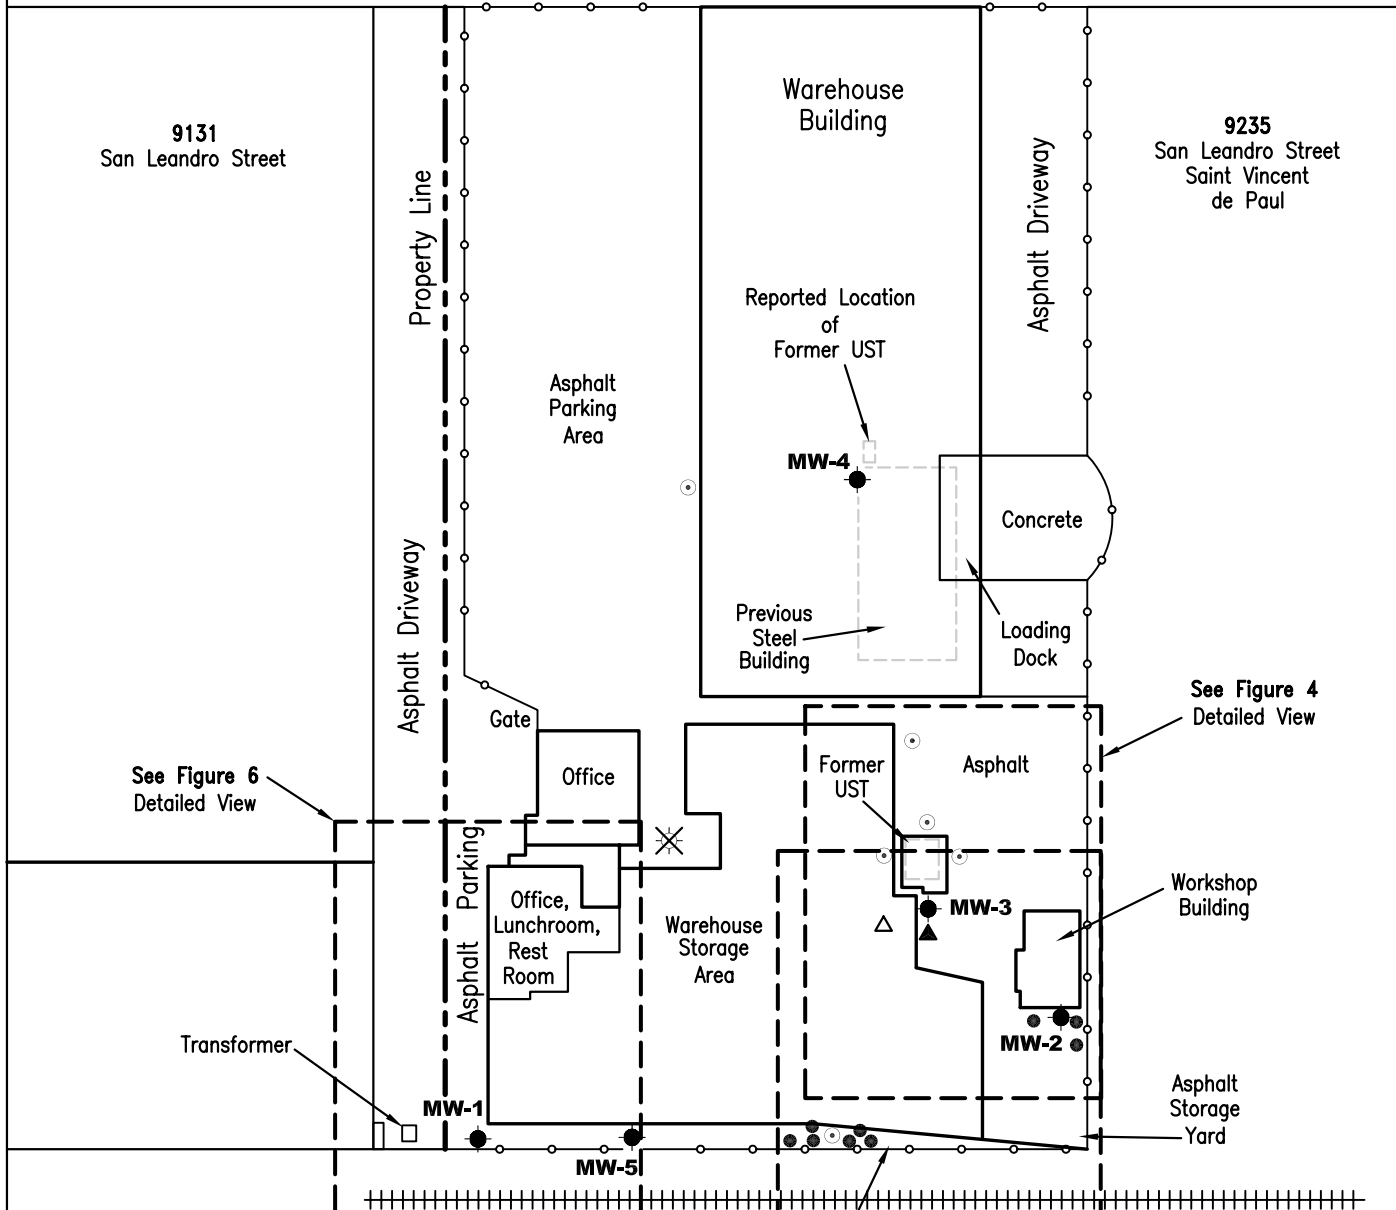 Warehouse
Building
9131
San Leandro Street
9235
San Leandro Street
Saint Vincent
de Paul
Property Line
Asphalt Driveway
Reported Location
of
Former UST
Asphalt
Parking
Area
MW-4
Concrete
Asphalt Driveway
Previous
Steel
Building
Loading
Dock
Gate
See Figure 4
Detailed View
See Figure 6
Detailed View
Office
Former
UST
Asphalt
Asphalt Parking
Office,
Lunchroom,
Rest
Room
Warehouse
Storage
Area
MW-3
Workshop
Building
Transformer
MW-2
MW-1
Asphalt
Storage
Yard
MW-5